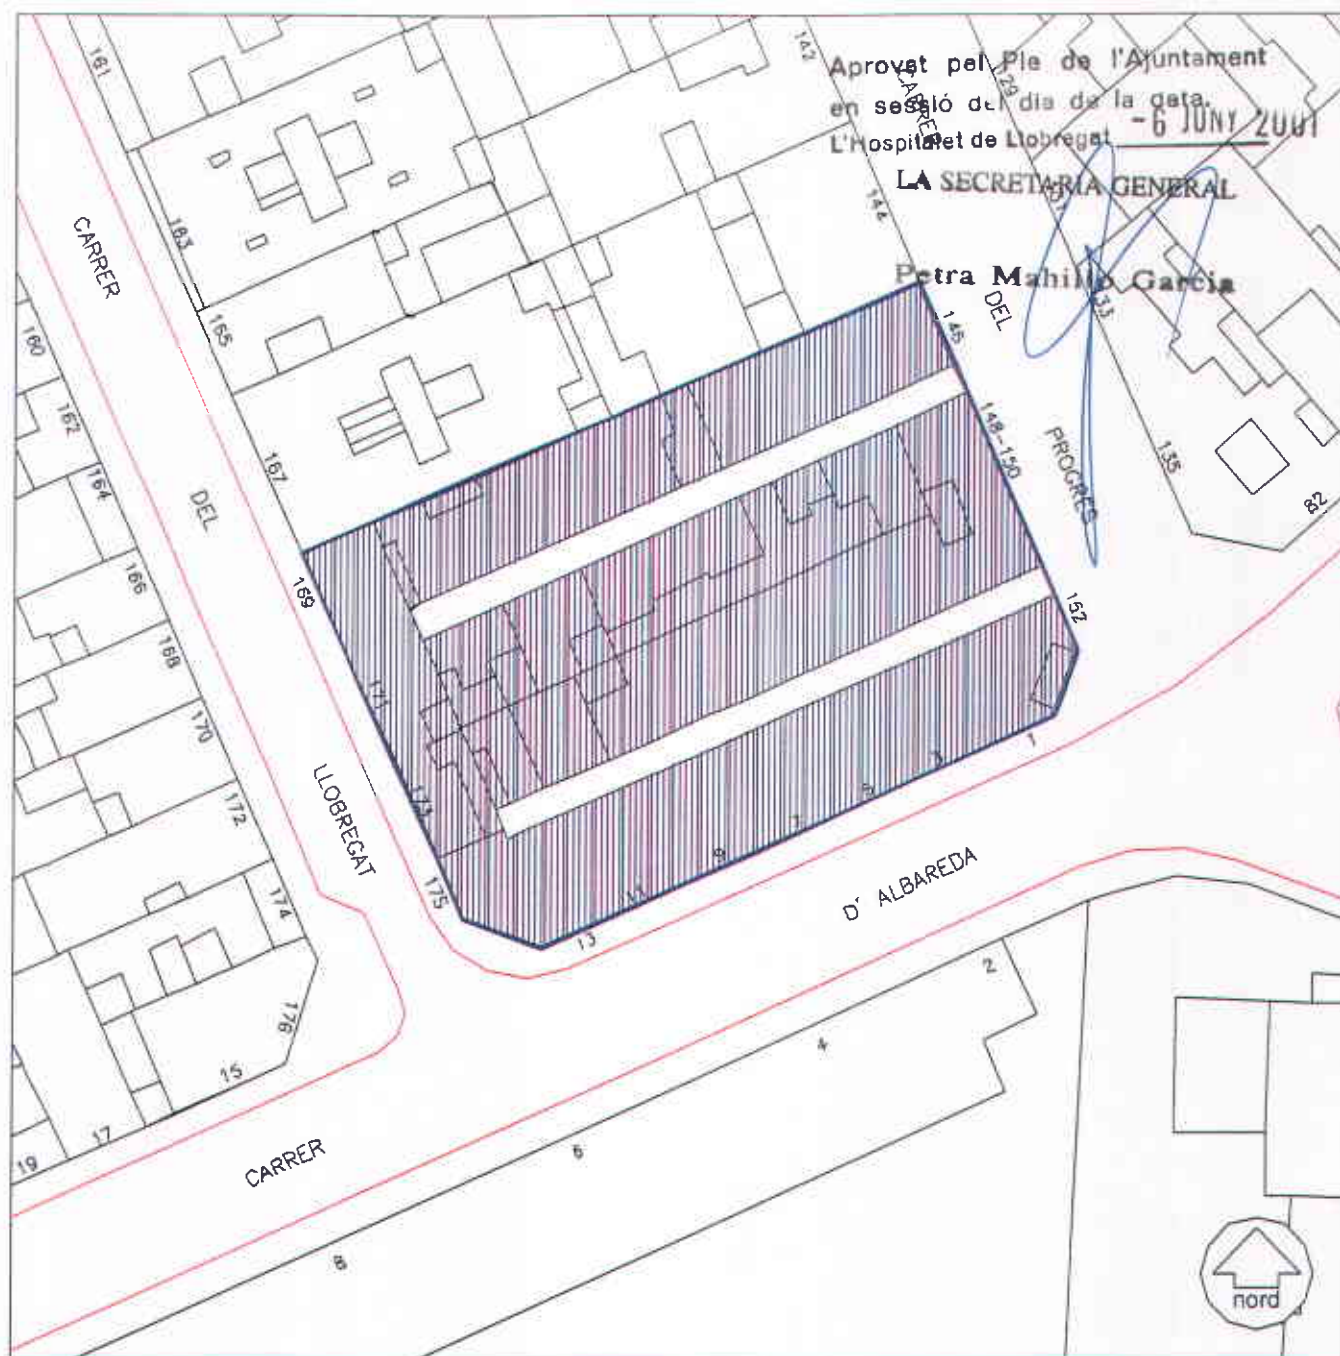 Aprovat pel Ple de l'Ajuntament
en sessió del dia de la data.
L'Hospitalet de Llobregat -6 JUNY 2001
LA SECRETARIA GENERAL
Petra Mahillo Garcia
161
163
165
167
169
171
173
175
160
162
164
166
168
170
172
174
176
142
144
146
148-150
152
129
131
133
135
82
CARRER
DEL
LLOBREGAT
CARRER
DEL
PROGRES
CARRER
D' ALBAREDA
1
3
5
7
9
11
13
15
17
19
2
4
6
8
nord